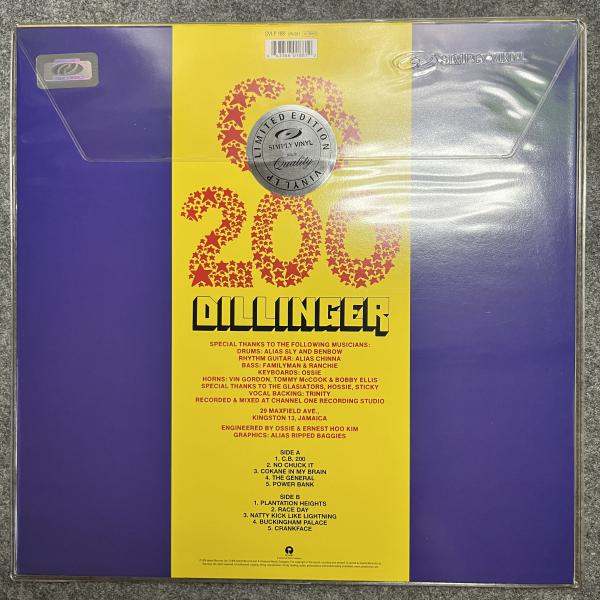 SVLP 188
SIMPLY VINYL
CB
LIMITED EDITION
SIMPLY VINYL
Quality
VINYL LP
200
DILLINGER
SPECIAL THANKS TO THE FOLLOWING MUSICIANS:
DRUMS: ALIAS SLY AND BENBOW
RHYTHM GUITAR: ALIAS CHINNA
BASS: FAMILYMAN & RANCHIE
KEYBOARDS: OSSIE
HORNS: VIN GORDON, TOMMY McCOOK & BOBBY ELLIS
SPECIAL THANKS TO THE GLASIATORS, HOSSIE, STICKY
VOCAL BACKING: TRINITY
RECORDED & MIXED AT CHANNEL ONE RECORDING STUDIO
29 MAXFIELD AVE.,
KINGSTON 13, JAMAICA
ENGINEERED BY OSSIE & ERNEST HOO KIM
GRAPHICS: ALIAS RIPPED BAGGIES
SIDE A
1. C.B. 200
2. NO CHUCK IT
3. COKANE IN MY BRAIN
4. THE GENERAL
5. POWER BANK
SIDE B
1. PLANTATION HEIGHTS
2. RACE DAY
3. NATTY KICK LIKE LIGHTNING
4. BUCKINGHAM PALACE
5. CRANKFACE